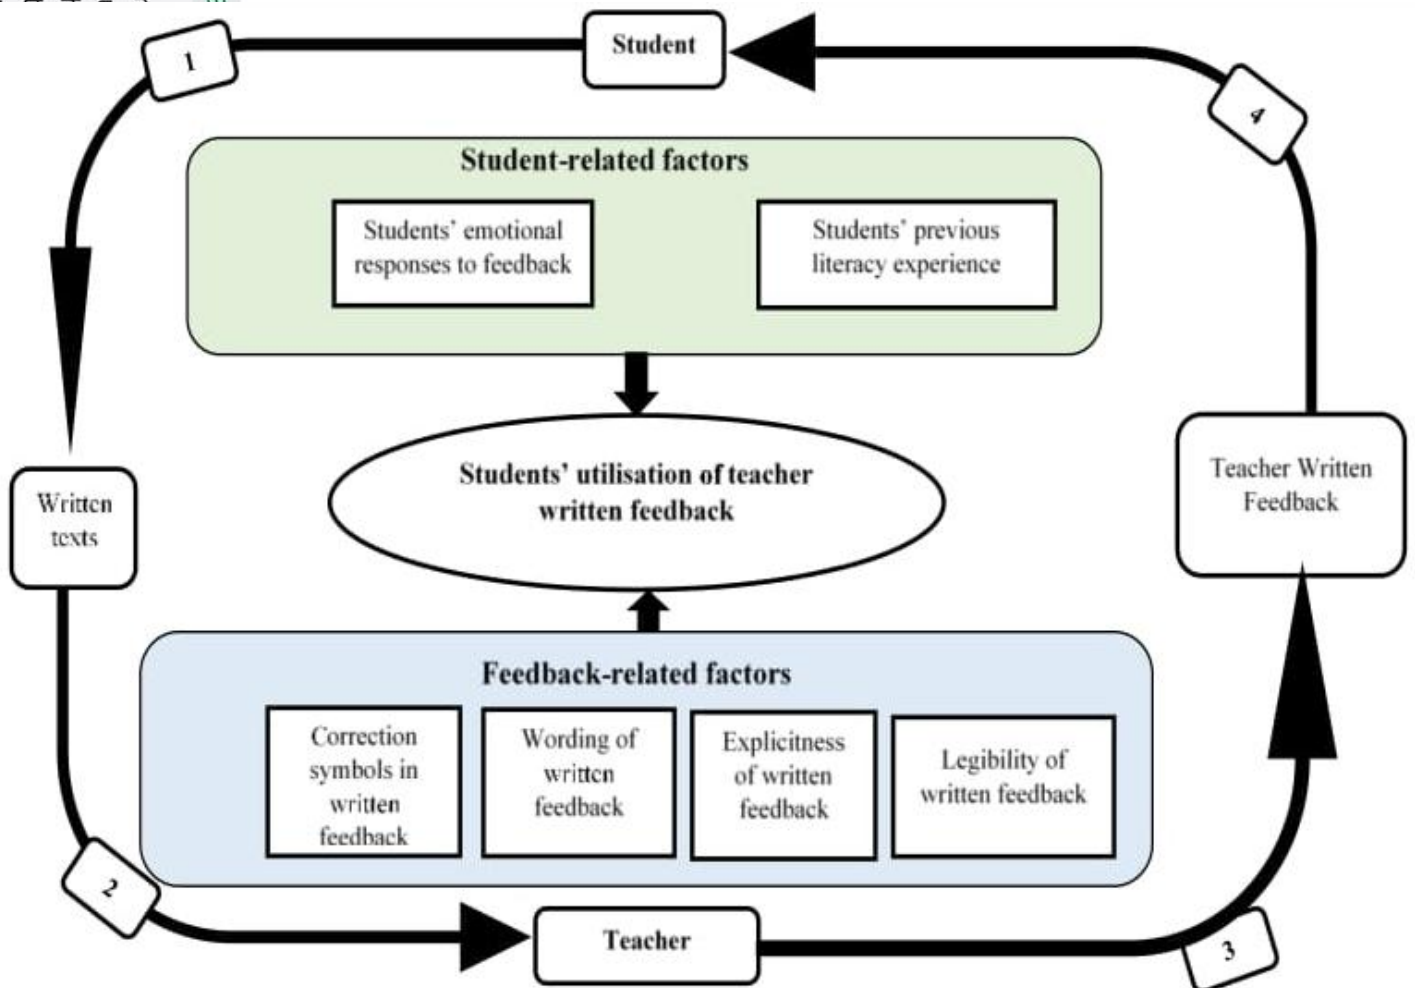 1
Student
4
Student-related factors
Students' emotional
responses to feedback
Students' previous
literacy experience
Students' utilisation of teacher
written feedback
Written
texts
Teacher Written
Feedback
Feedback-related factors
Correction
symbols in
written
feedback
Wording of
written
feedback
Explicitness
of written
feedback
Legibility of
written feedback
2
Teacher
3